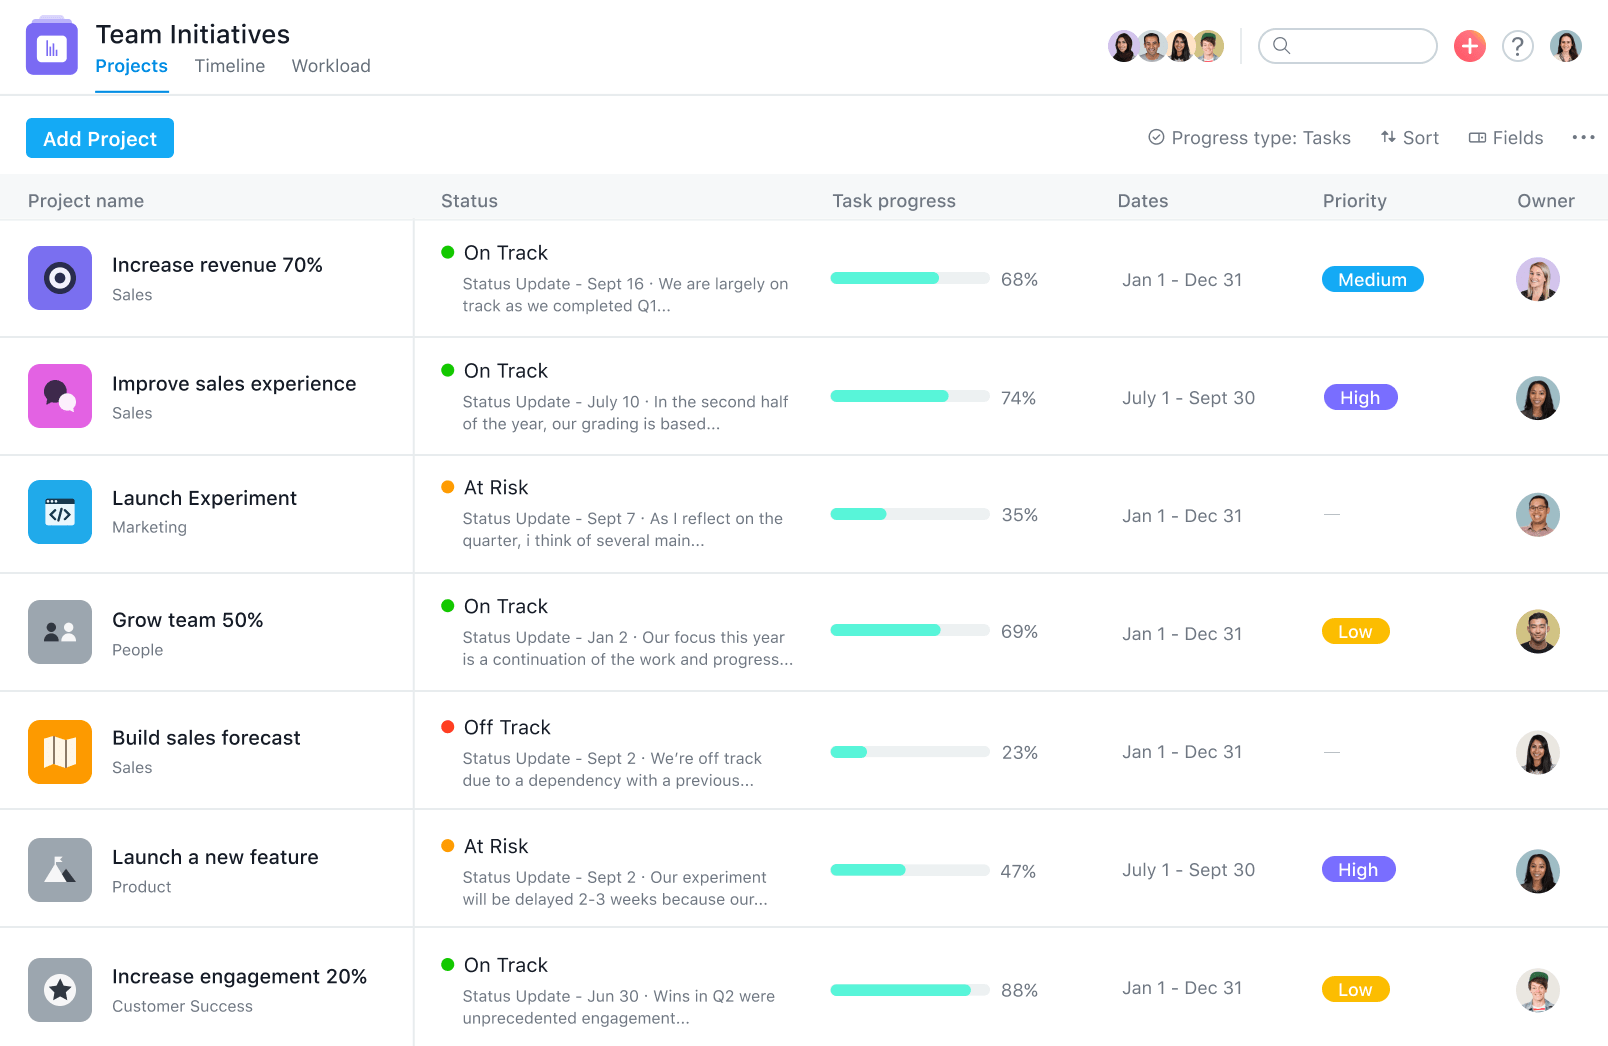 Team Initiatives
Projects Timeline Workload
?
Add Project
Progress type: Tasks Sort Fields
Project name Status Task progress Dates Priority Owner
Increase revenue 70%
Sales
On Track
Status Update - Sept 16 · We are largely on
track as we completed Q1...
68% Jan 1 - Dec 31 Medium
Improve sales experience
Sales
On Track
Status Update - July 10 · In the second half
of the year, our grading is based...
74% July 1 - Sept 30 High
Launch Experiment
Marketing
At Risk
Status Update - Sept 7 · As I reflect on the
quarter, i think of several main...
35% Jan 1 - Dec 31 —
Grow team 50%
People
On Track
Status Update - Jan 2 · Our focus this year
is a continuation of the work and progress...
69% Jan 1 - Dec 31 Low
Build sales forecast
Sales
Off Track
Status Update - Sept 2 · We’re off track
due to a dependency with a previous...
23% Jan 1 - Dec 31 —
Launch a new feature
Product
At Risk
Status Update - Sept 2 · Our experiment
will be delayed 2-3 weeks because our...
47% July 1 - Sept 30 High
Increase engagement 20%
Customer Success
On Track
Status Update - Jun 30 · Wins in Q2 were
unprecedented engagement...
88% Jan 1 - Dec 31 Low